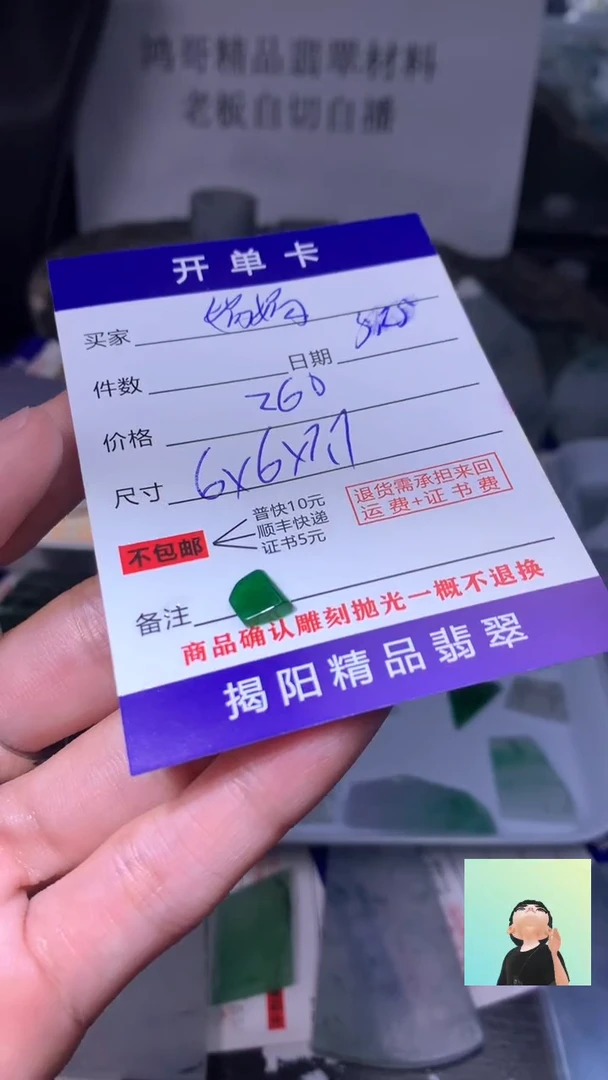 鸿哥精品翡翠材料
老板自切自播
开单卡
买家
件数 日期
价格 260
尺寸 6x6x2.1
不包邮
普快10元
顺丰快递
证书5元
退货需承担来回
运费+证书费
备注
商品确认雕刻抛光一概不退换
揭阳精品翡翠